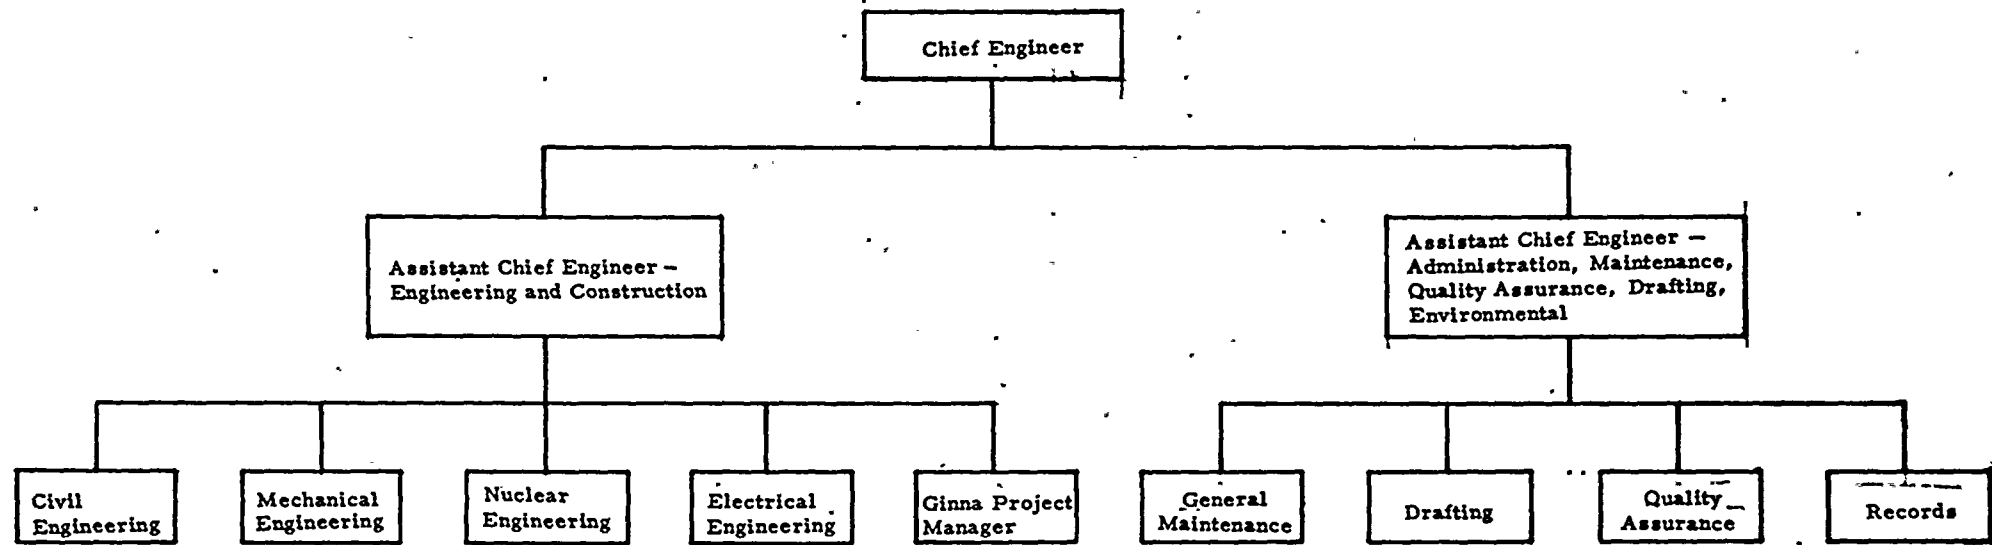 Chief Engineer
Assistant Chief Engineer —
Engineering and Construction
Assistant Chief Engineer —
Administration, Maintenance,
Quality Assurance, Drafting,
Environmental
Civil
Engineering
Mechanical
Engineering
Nuclear
Engineering
Electrical
Engineering
Ginna Project
Manager
General
Maintenance
Drafting
Quality
Assurance
Records